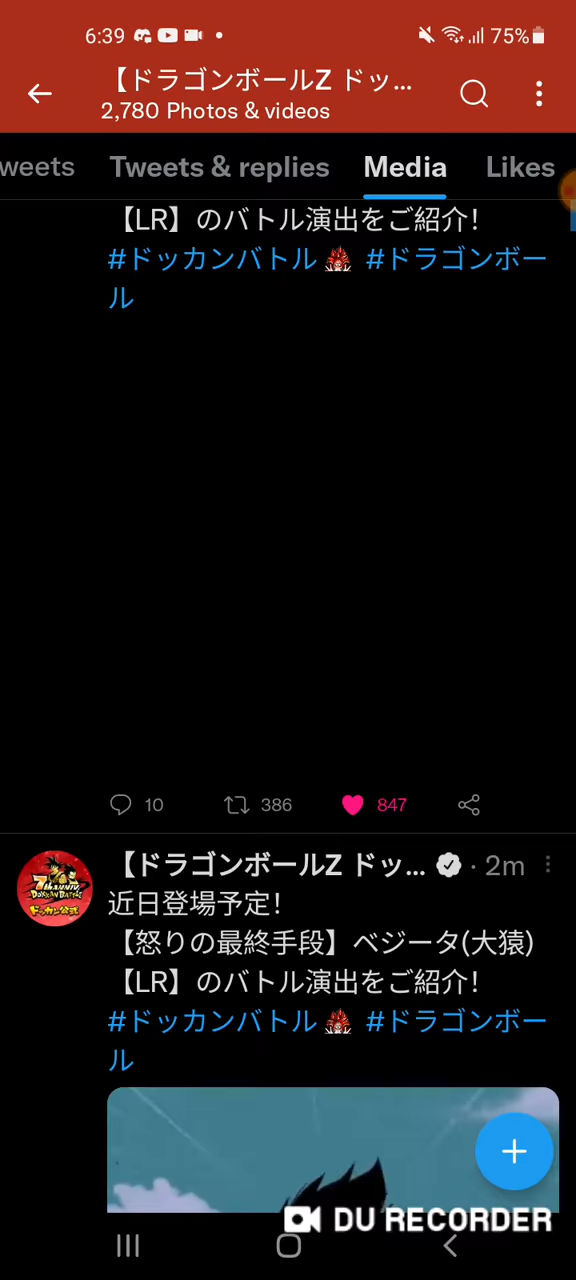 6:39
75%
【ドラゴンボールZ ドッ...
2,780 Photos & videos
weets
Tweets & replies
Media
Likes
【LR】のバトル演出をご紹介!
#ドッカンバトル #ドラゴンボー
ル
10
386
847
【ドラゴンボールZ ドッ... · 2m
近日登場予定!
【怒りの最終手段】ベジータ(大猿)
【LR】のバトル演出をご紹介!
#ドッカンバトル #ドラゴンボー
ル
DU RECORDER